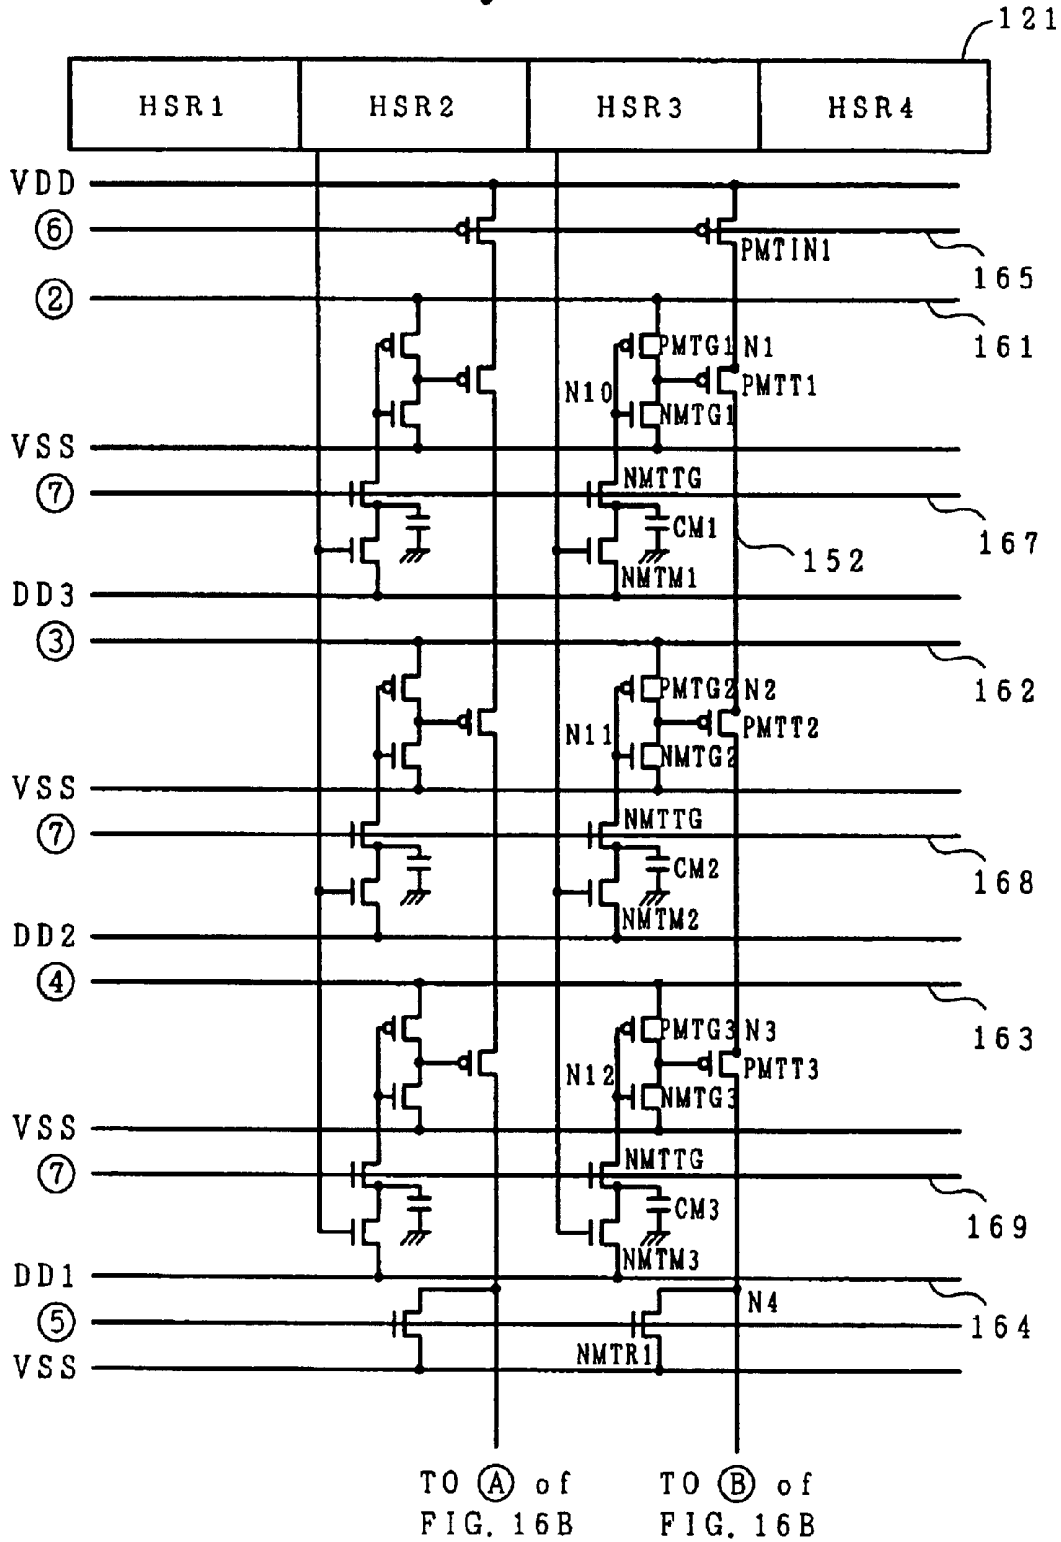 121
HSR1 HSR2 HSR3 HSR4
VDD
⑥ PMTIN1
165
②
161
PMTG1 N1
N10 PMTT1
NMTG1
VSS
⑦ NMTTG
CM1 167
152
NMTM1
DD3
③
162
PMTG2 N2
N11 PMTT2
NMTG2
VSS
⑦ NMTTG
CM2 168
NMTM2
DD2
④
163
PMTG3 N3
N12 PMTT3
NMTG3
VSS
⑦ NMTTG
CM3 169
NMTM3
DD1
N4
⑤ 164
NMTR1
VSS
TO Ⓐ of TO Ⓑ of
FIG. 16B FIG. 16B